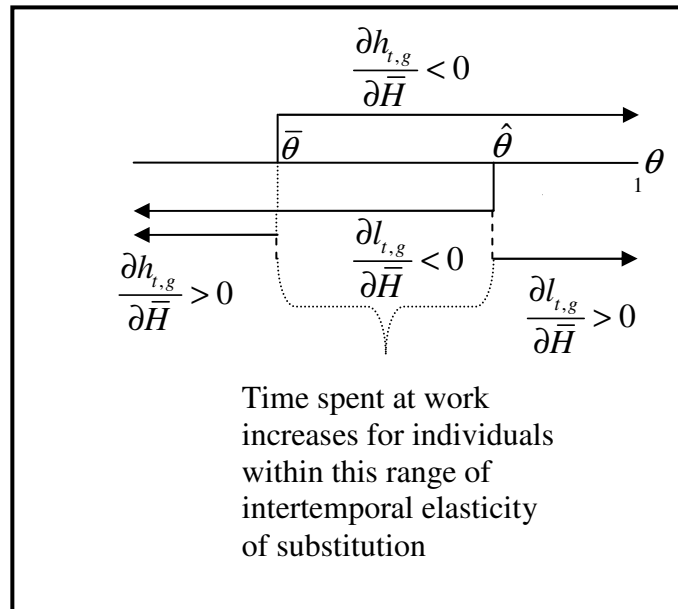 ∂h_{t,g}/∂H̅ < 0
θ̅ θ̂ θ
1
∂h_{t,g}/∂H̅ > 0
∂l_{t,g}/∂H̅ < 0
∂l_{t,g}/∂H̅ > 0
Time spent at work
increases for individuals
within this range of
intertemporal elasticity
of substitution